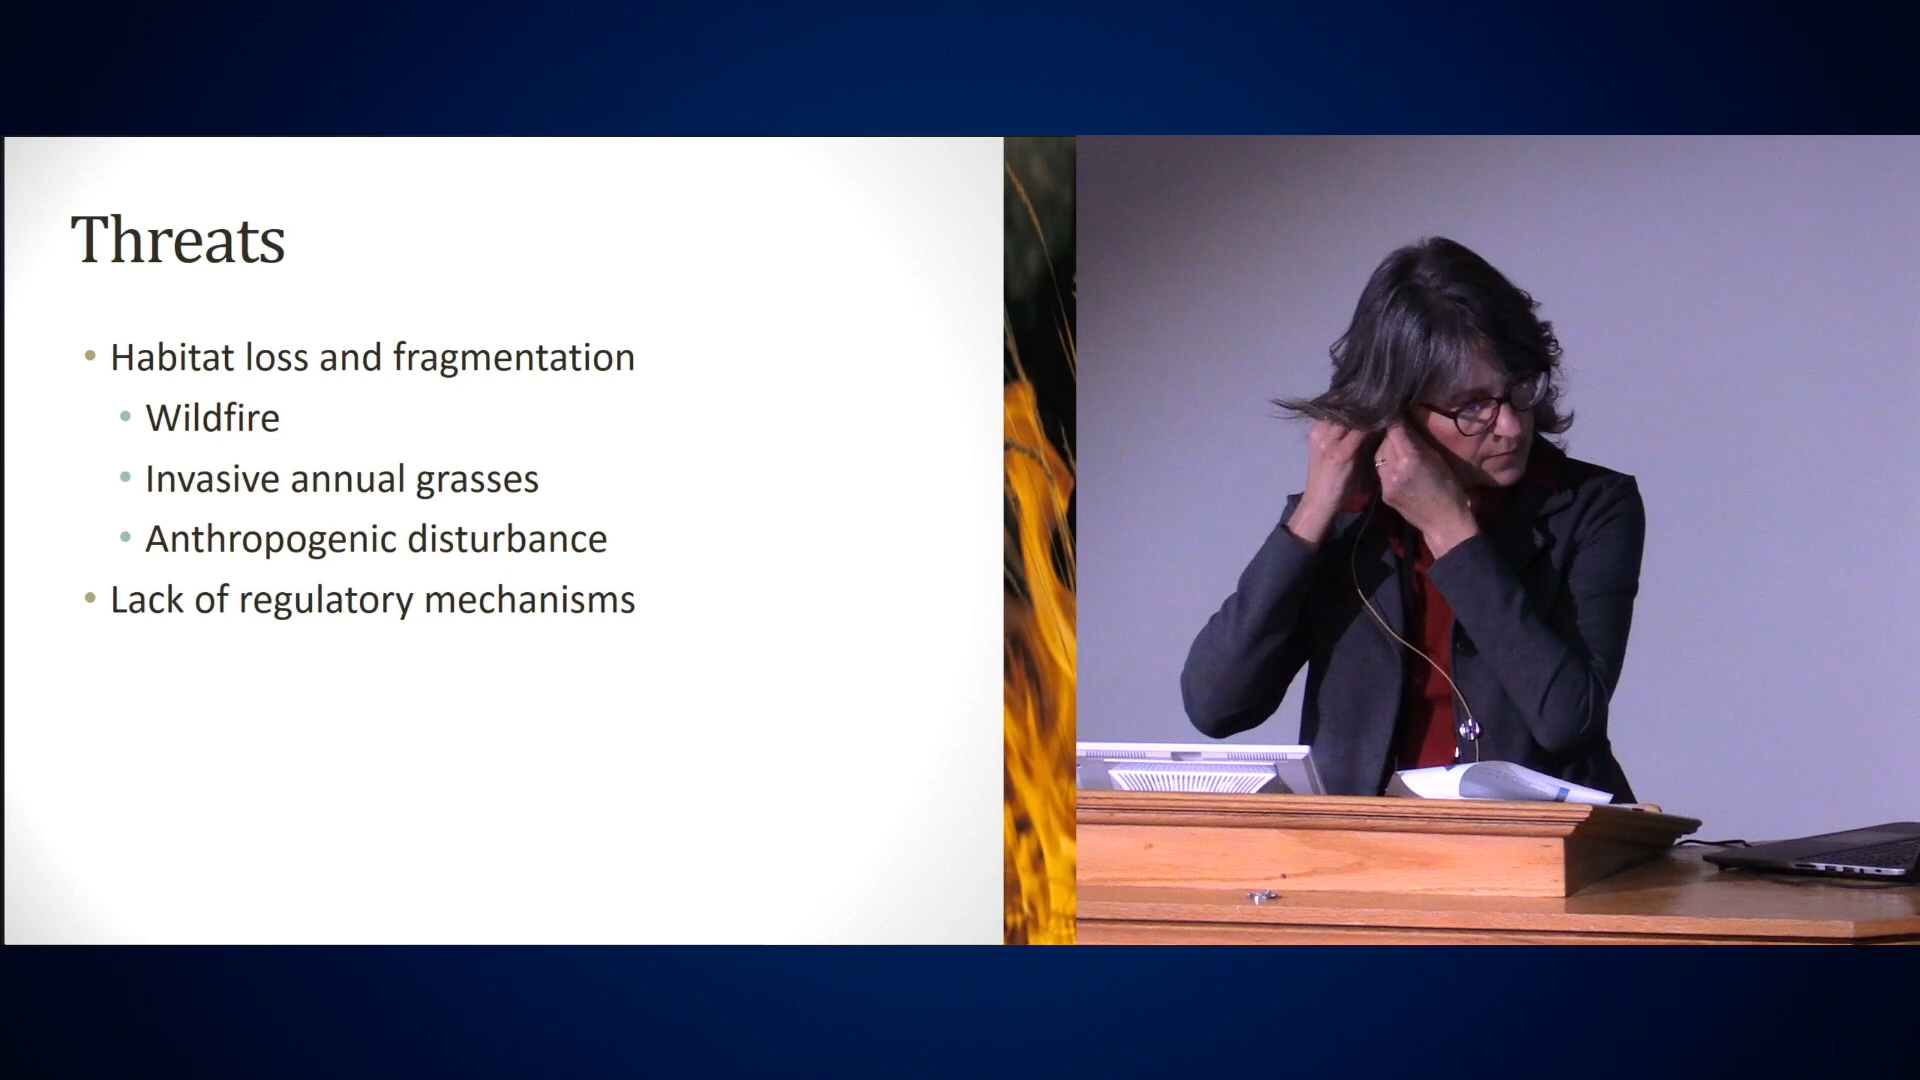 Threats
• Habitat loss and fragmentation
• Wildfire
• Invasive annual grasses
• Anthropogenic disturbance
• Lack of regulatory mechanisms